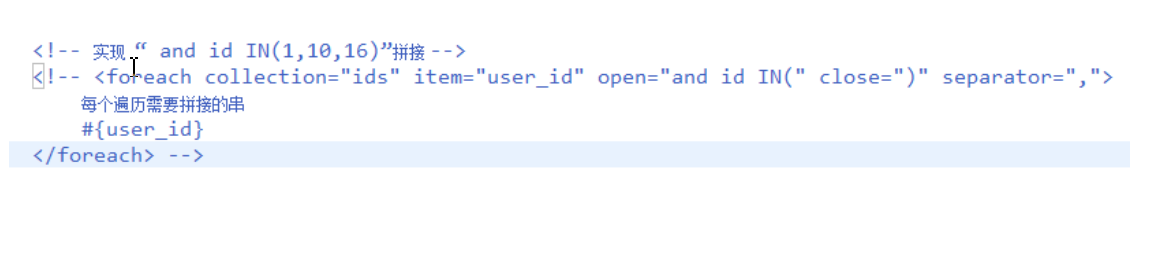 <!-- 实现 “ and id IN(1,10,16)”拼接 -->
<!-- <foreach collection="ids" item="user_id" open="and id IN(" close=")" separator=",">
每个遍历需要拼接的串
#{user_id}
</foreach> -->